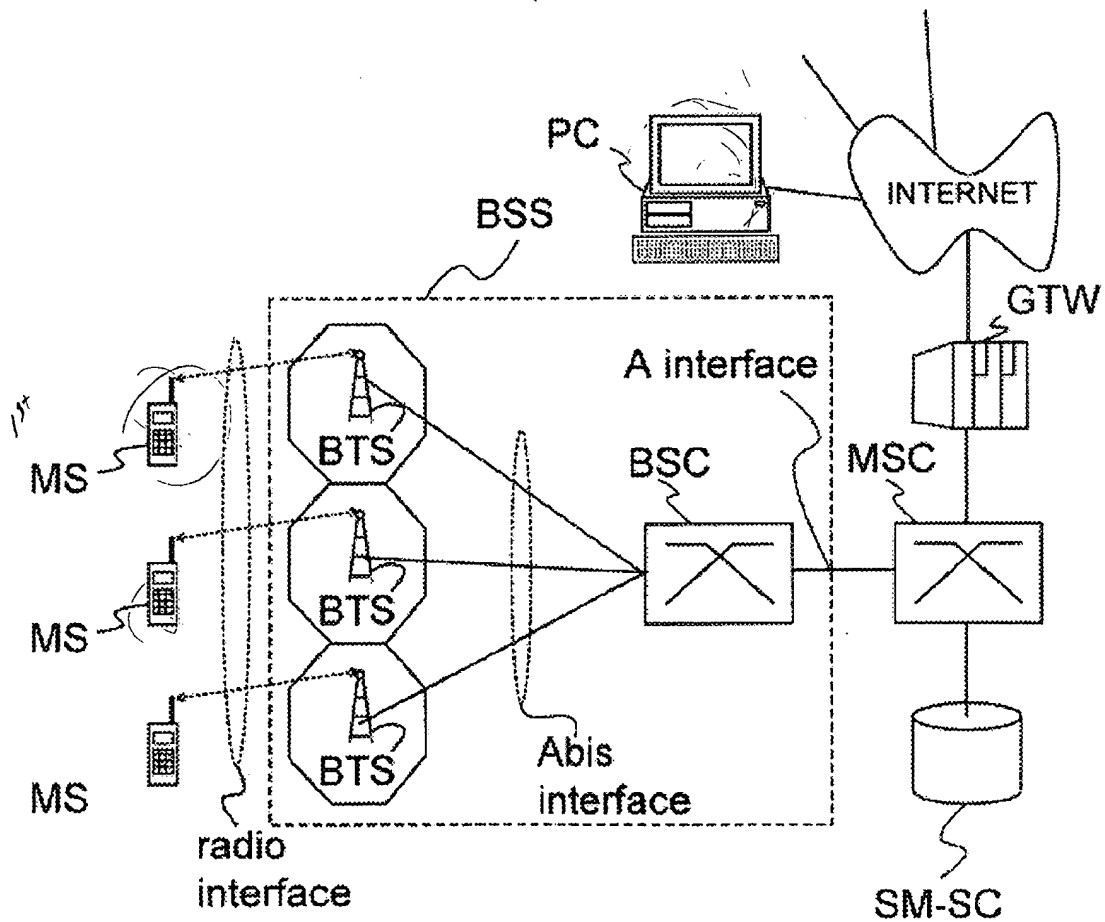 PC
INTERNET
BSS
GTW
A interface
1st
MS
BTS
BSC
MSC
MS
BTS
MS
BTS
Abis
interface
radio
interface
SM-SC